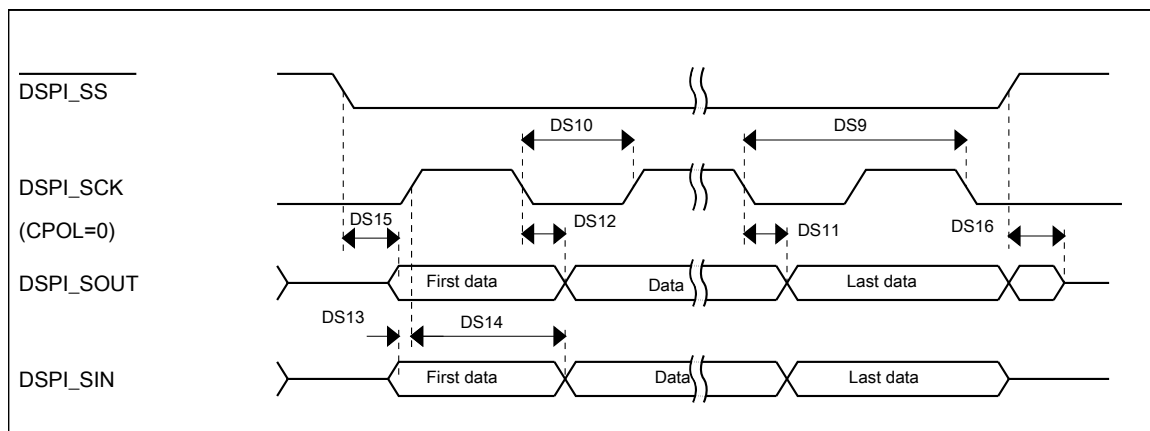 DSPI_SS
DS10
DS9
DSPI_SCK
(CPOL=0)
DS15
DS12
DS11
DS16
DSPI_SOUT
First data
Data
Last data
DS13
DS14
DSPI_SIN
First data
Data
Last data